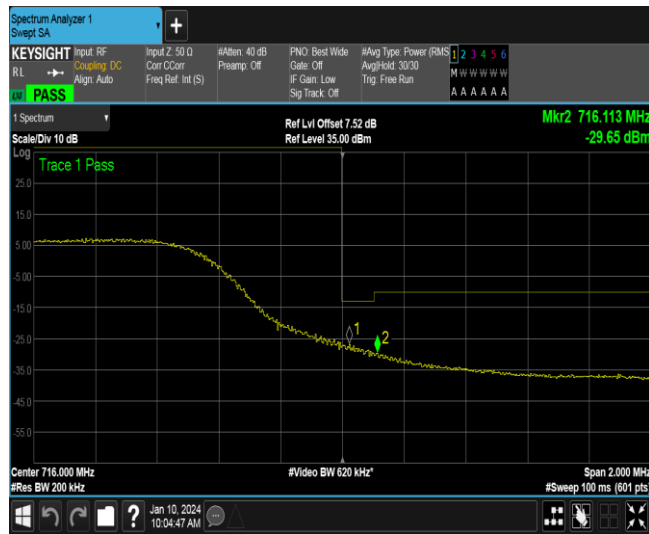 Spectrum Analyzer 1
Swept SA
+
KEYSIGHT
RL
PASS
Input: RF
Coupling: DC
Align: Auto
Input Z: 50 Ω
Corr CCorr
Freq Ref: Int (S)
#Atten: 40 dB
Preamp: Off
PNO: Best Wide
Gate: Off
IF Gain: Low
Sig Track: Off
#Avg Type: Power (RMS
Avg|Hold: 30/30
Trig: Free Run
1 2 3 4 5 6
M W W W W W
A A A A A A
1 Spectrum
Scale/Div 10 dB
Ref Lvl Offset 7.52 dB
Ref Level 35.00 dBm
Mkr2 716.113 MHz
-29.65 dBm
Log
Trace 1 Pass
25.0
15.0
5.00
-5.00
-15.0
-25.0
-35.0
-45.0
-55.0
1
2
Center 716.000 MHz
#Res BW 200 kHz
#Video BW 620 kHz*
Span 2.000 MHz
#Sweep 100 ms (601 pts
?
Jan 10, 2024
10:04:47 AM